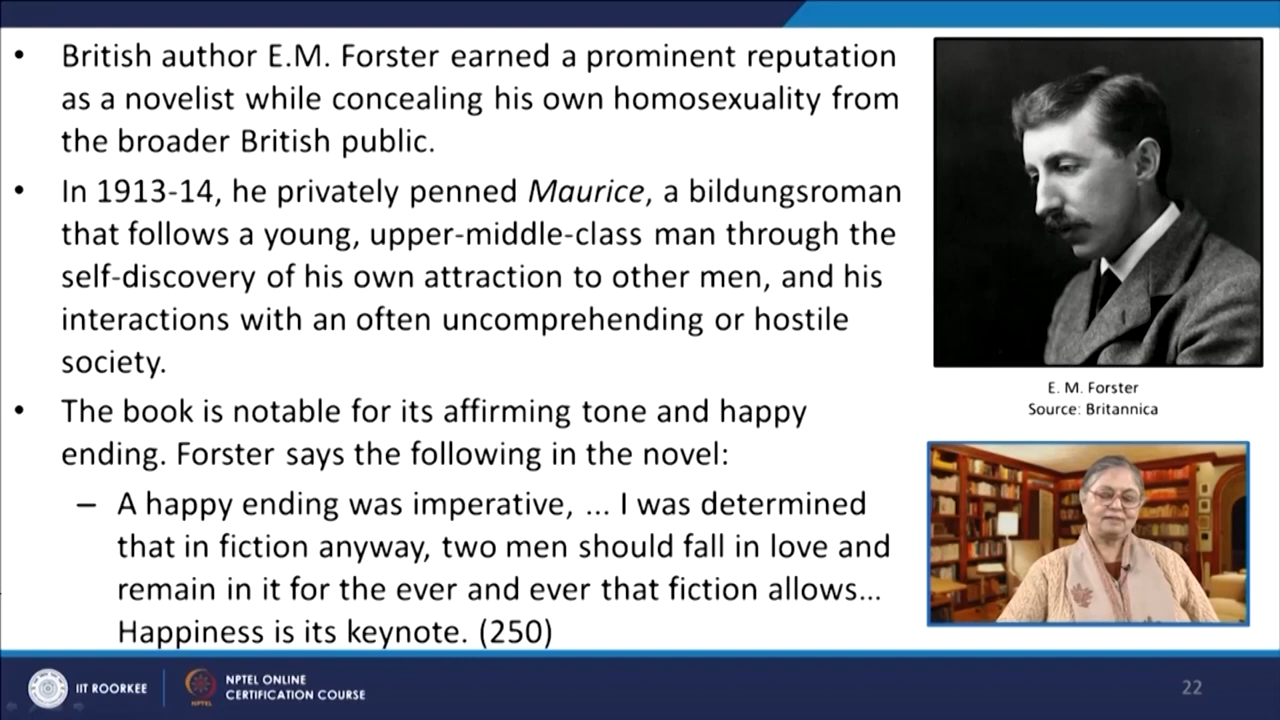 • British author E.M. Forster earned a prominent reputation
as a novelist while concealing his own homosexuality from
the broader British public.
• In 1913-14, he privately penned Maurice, a bildungsroman
that follows a young, upper-middle-class man through the
self-discovery of his own attraction to other men, and his
interactions with an often uncomprehending or hostile
society.
• The book is notable for its affirming tone and happy
ending. Forster says the following in the novel:
– A happy ending was imperative, ... I was determined
that in fiction anyway, two men should fall in love and
remain in it for the ever and ever that fiction allows...
Happiness is its keynote. (250)
E. M. Forster
Source: Britannica
IIT ROORKEE
NPTEL ONLINE
CERTIFICATION COURSE
NPTEL
22